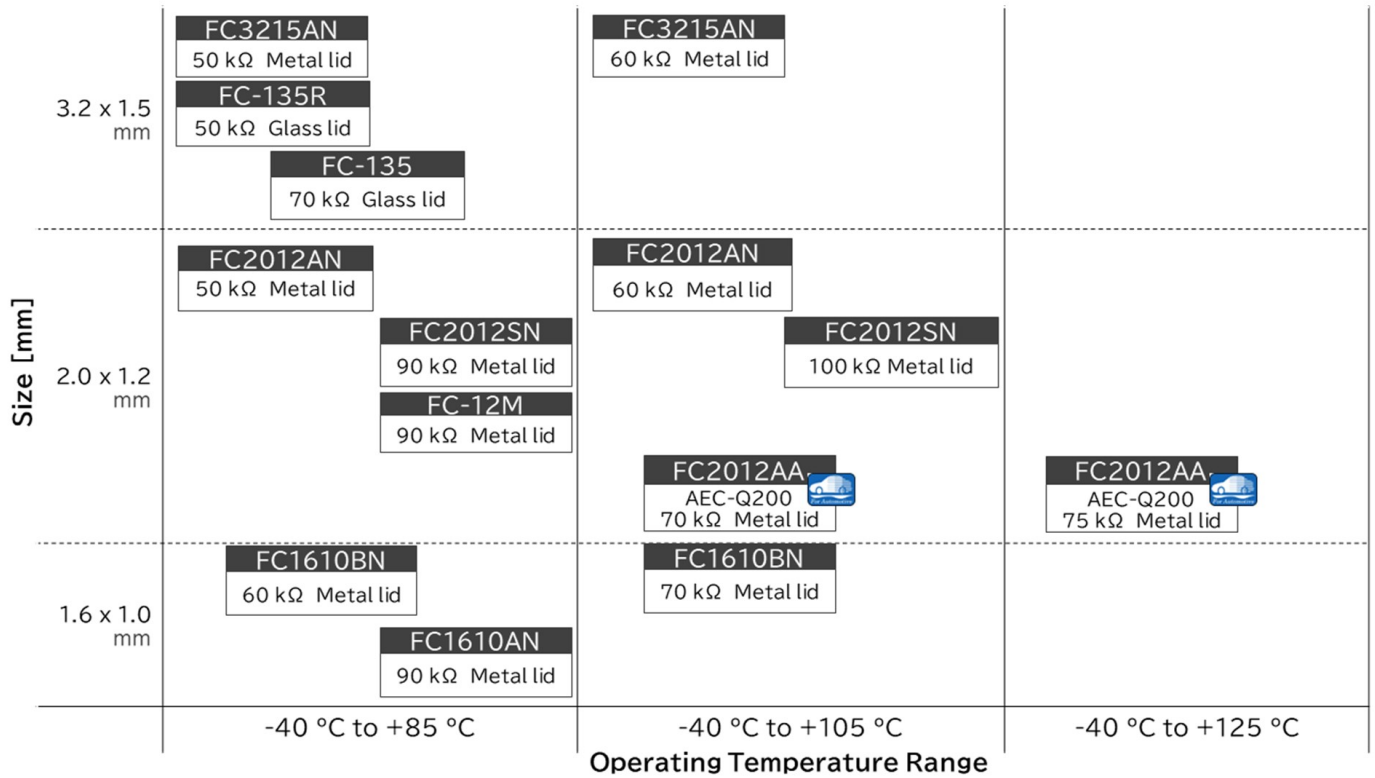 FC3215AN
50 kΩ Metal lid
FC-135R
50 kΩ Glass lid
FC-135
70 kΩ Glass lid
FC3215AN
60 kΩ Metal lid
3.2 x 1.5
mm
FC2012AN
50 kΩ Metal lid
FC2012SN
90 kΩ Metal lid
FC-12M
90 kΩ Metal lid
FC2012AN
60 kΩ Metal lid
FC2012SN
100 kΩ Metal lid
FC2012AA
AEC-Q200
70 kΩ Metal lid
For Automotive
FC2012AA
AEC-Q200
75 kΩ Metal lid
For Automotive
Size [mm]
2.0 x 1.2
mm
FC1610BN
60 kΩ Metal lid
FC1610AN
90 kΩ Metal lid
FC1610BN
70 kΩ Metal lid
1.6 x 1.0
mm
-40 °C to +85 °C
-40 °C to +105 °C
-40 °C to +125 °C
Operating Temperature Range